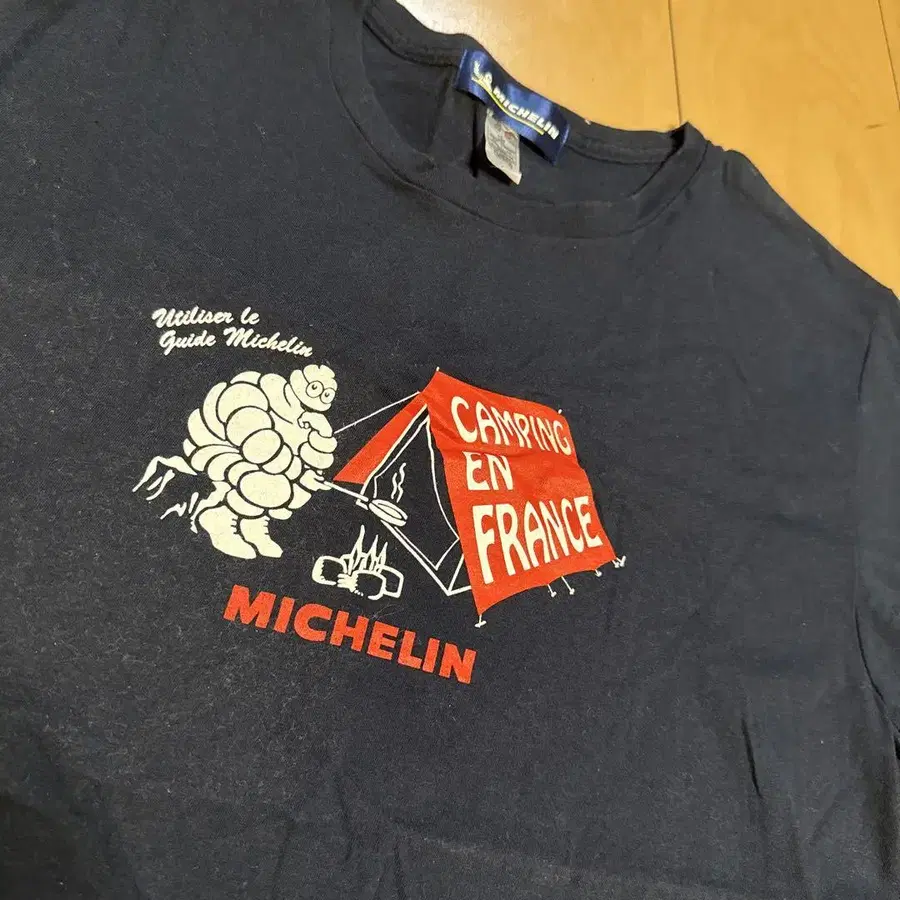 MICHELIN
Utiliser le
Guide Michelin
CAMPING
EN
FRANCE
MICHELIN